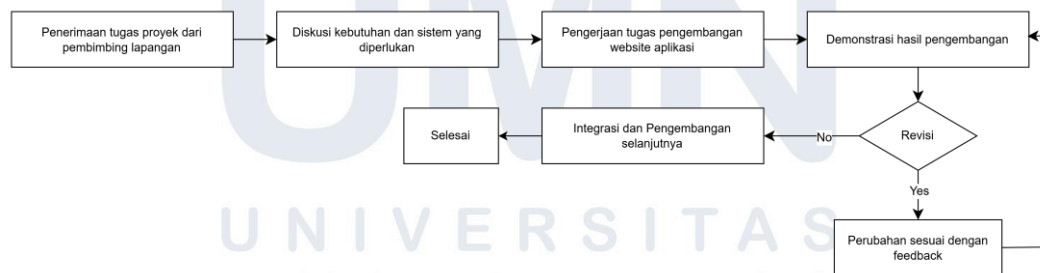 UMN
Penerimaan tugas proyek dari
pembimbing lapangan
Diskusi kebutuhan dan sistem yang
diperlukan
Pengerjaan tugas pengembangan
website aplikasi
Demonstrasi hasil pengembangan
Selesai
Integrasi dan Pengembangan
selanjutnya
No
Revisi
Yes
UNIVERSITAS
Perubahan sesuai dengan
feedback